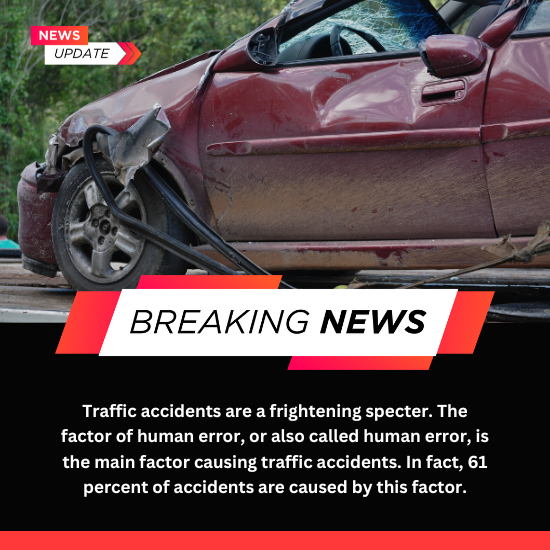 NEWS
UPDATE
BREAKING NEWS
Traffic accidents are a frightening specter. The
factor of human error, or also called human error, is
the main factor causing traffic accidents. In fact, 61
percent of accidents are caused by this factor.